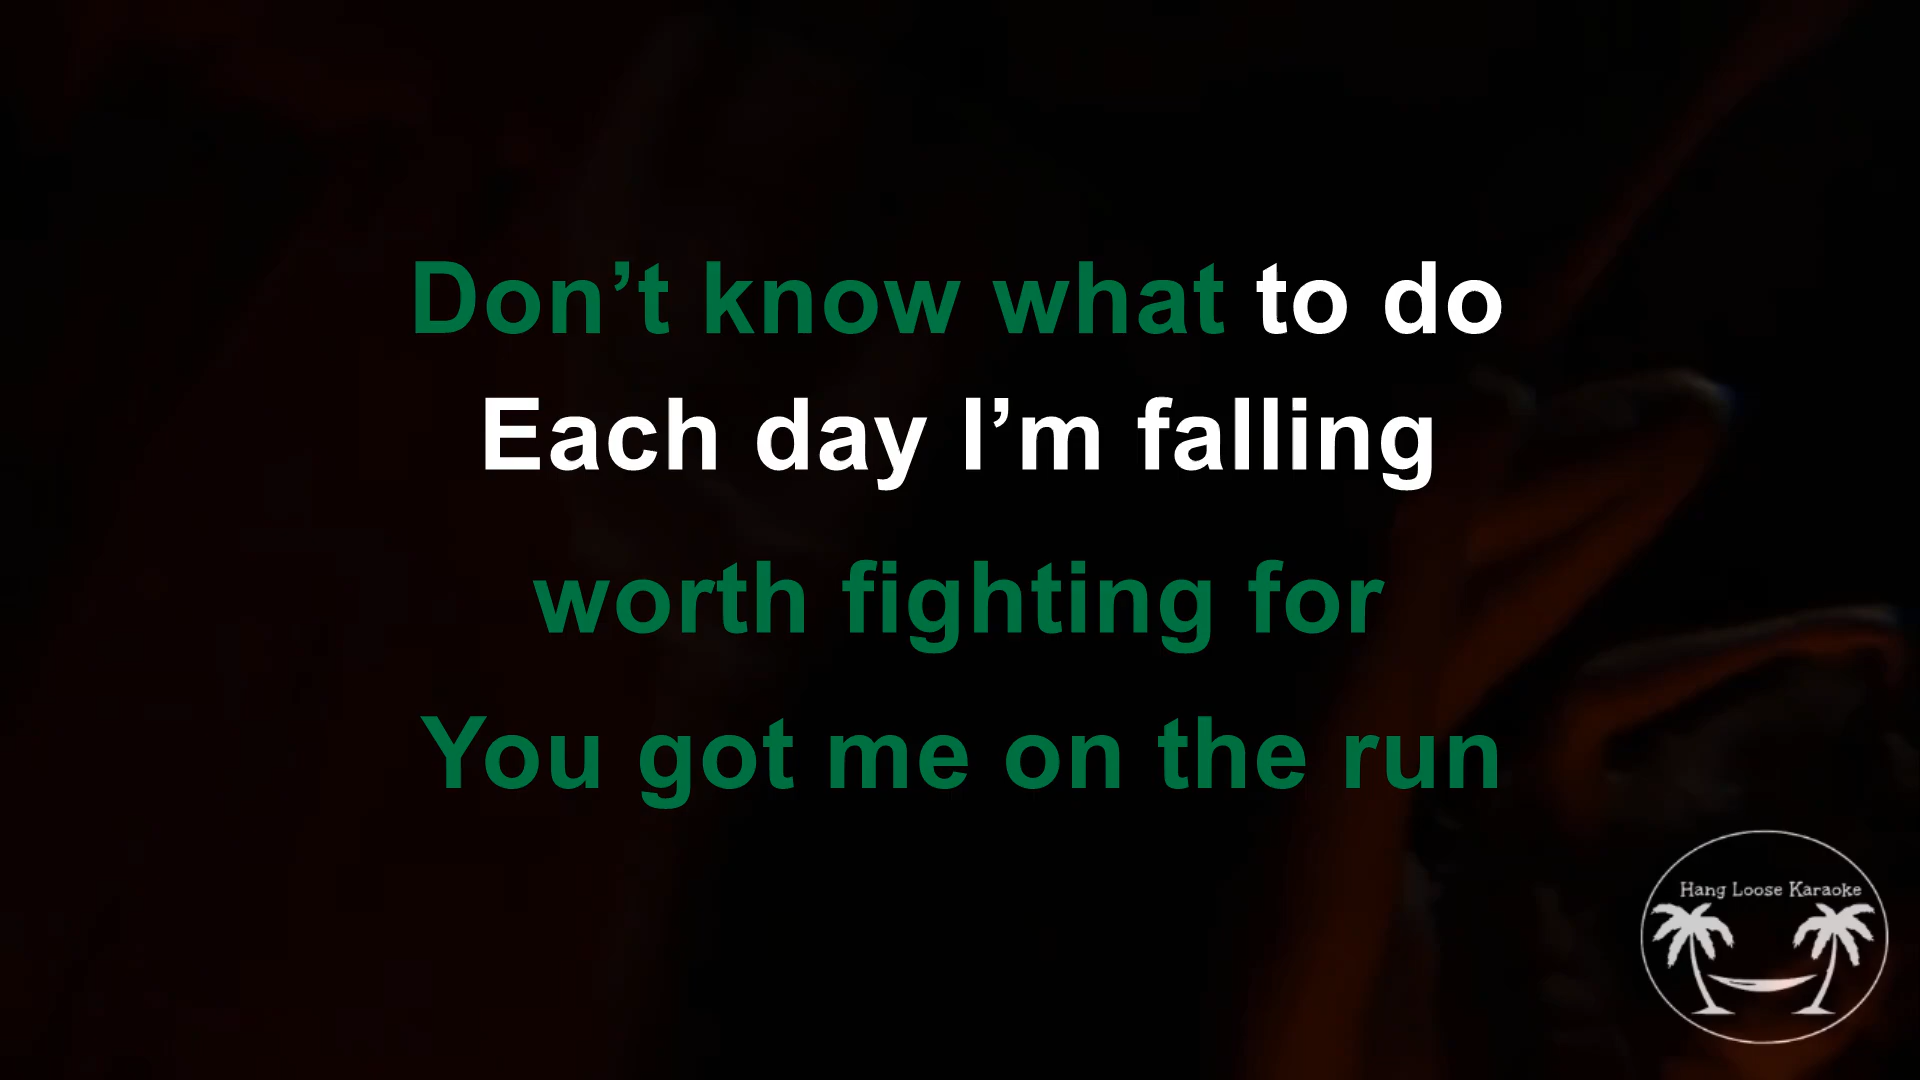 Don’t know what to do
Each day I’m falling
worth fighting for
You got me on the run
Hang Loose Karaoke